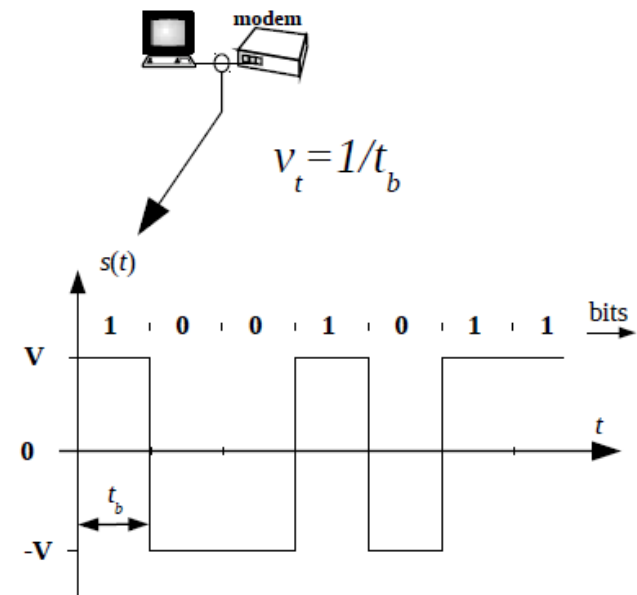 modem
v_t=1/t_b
s(t)
1 0 0 1 0 1 1 bits
V
t
0
t_b
-V